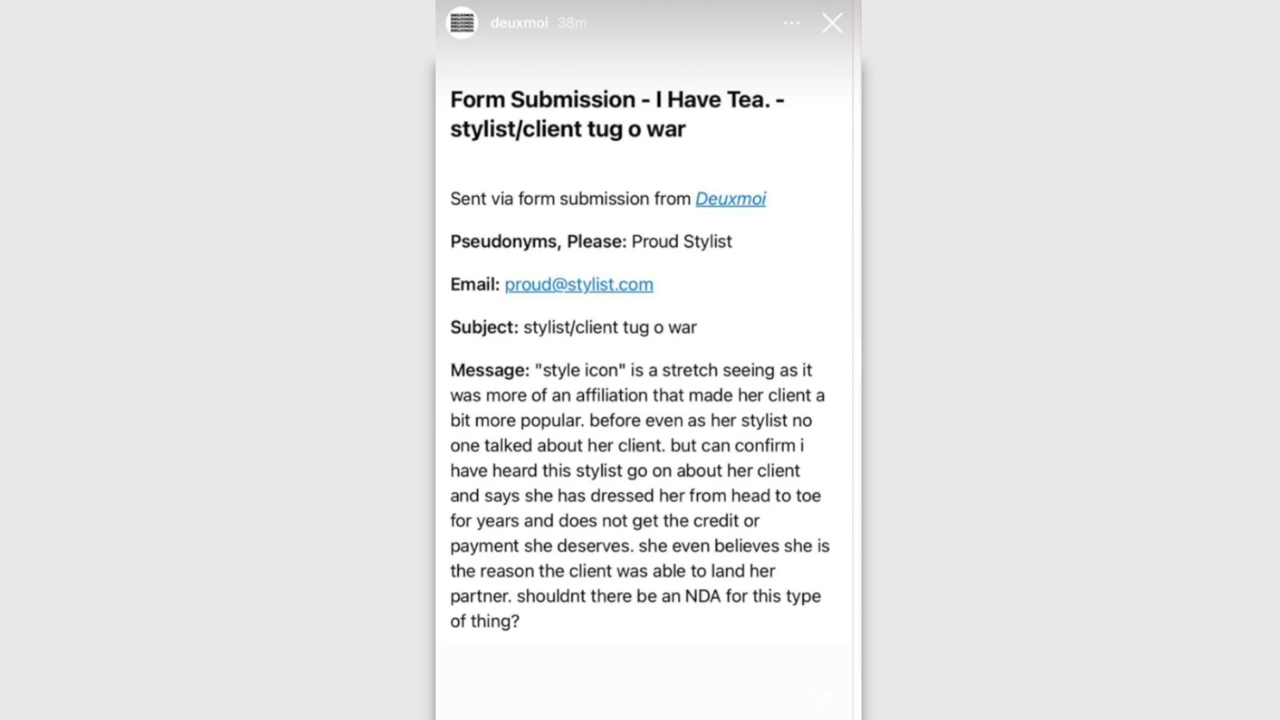 deuxmoi 38m
Form Submission - I Have Tea. -
stylist/client tug o war
Sent via form submission from Deuxmoi
Pseudonyms, Please: Proud Stylist
Email: proud@stylist.com
Subject: stylist/client tug o war
Message: "style icon" is a stretch seeing as it
was more of an affiliation that made her client a
bit more popular. before even as her stylist no
one talked about her client. but can confirm i
have heard this stylist go on about her client
and says she has dressed her from head to toe
for years and does not get the credit or
payment she deserves. she even believes she is
the reason the client was able to land her
partner. shouldnt there be an NDA for this type
of thing?